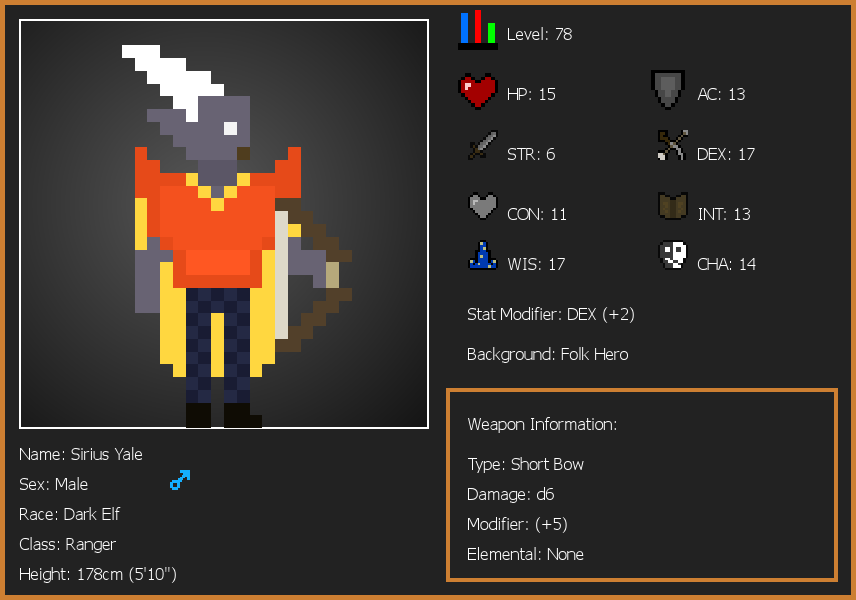 Level: 78
HP: 15
AC: 13
STR: 6
DEX: 17
CON: 11
INT: 13
WIS: 17
CHA: 14
Stat Modifier: DEX (+2)
Background: Folk Hero
Weapon Information:
Type: Short Bow
Damage: d6
Modifier: (+5)
Elemental: None
Name: Sirius Yale
Sex: Male
Race: Dark Elf
Class: Ranger
Height: 178cm (5'10")